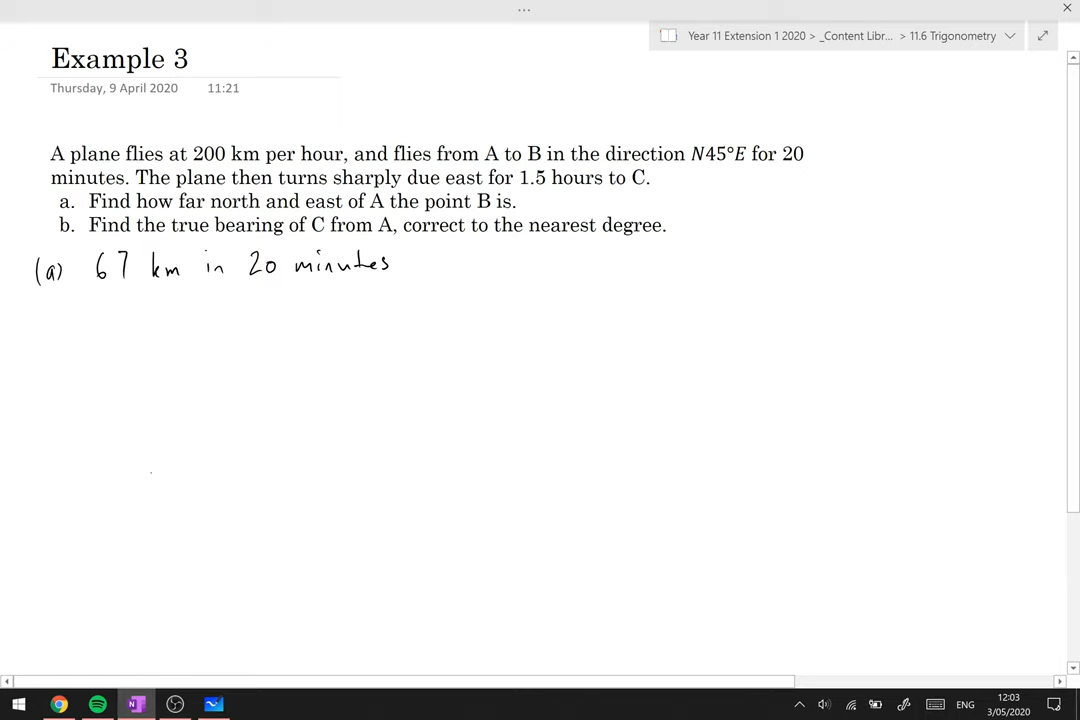 Year 11 Extension 1 2020 > _Content Libr... > 11.6 Trigonometry
Example 3
Thursday, 9 April 2020 11:21
A plane flies at 200 km per hour, and flies from A to B in the direction N45°E for 20
minutes. The plane then turns sharply due east for 1.5 hours to C.
a. Find how far north and east of A the point B is.
b. Find the true bearing of C from A, correct to the nearest degree.
(a) 67 km in 20 minutes
ENG
12:03
3/05/2020